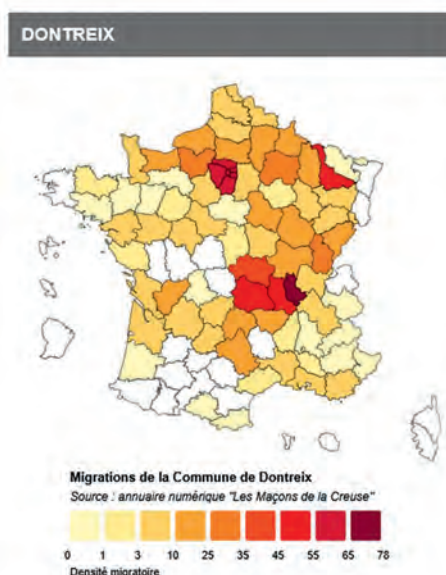 DONTREIX
Migrations de la Commune de Dontreix
Source : annuaire numérique "Les Maçons de la Creuse"
0 1 3 10 25 35 45 55 65 78
Densité migratoire